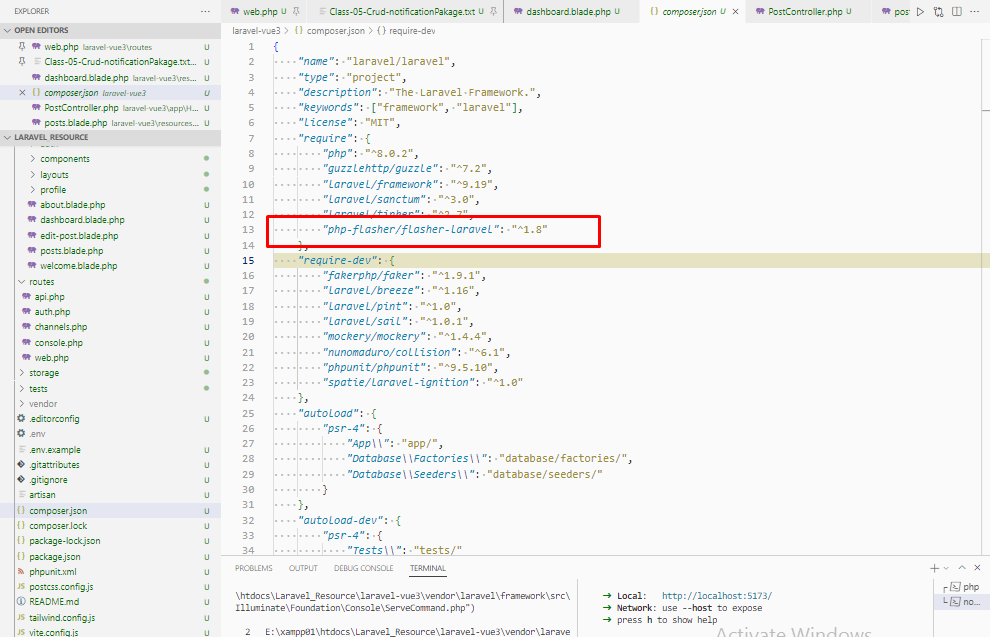 EXPLORER
OPEN EDITORS
web.php laravel-vue3\routes U
Class-05-Crud-notificationPakage.txt... U
dashboard.blade.php laravel-vue3\res... U
composer.json laravel-vue3 U
PostController.php laravel-vue3\app\H... U
posts.blade.php laravel-vue3\resources... U
LARAVEL RESOURCE
components
layouts
profile
about.blade.php U
dashboard.blade.php U
edit-post.blade.php U
posts.blade.php U
welcome.blade.php U
routes
api.php U
auth.php U
channels.php U
console.php U
web.php U
storage
tests
vendor
.editorconfig U
.env
.env.example U
.gitattributes U
.gitignore U
artisan U
composer.json U
composer.lock U
package-lock.json U
package.json U
phpunit.xml U
postcss.config.js U
README.md U
tailwind.config.js U
vite.config.js U
web.php U
Class-05-Crud-notificationPakage.txt U
dashboard.blade.php U
composer.json U
PostController.php U
pos
laravel-vue3 > {} composer.json > {} require-dev
1 {
2 "name": "laravel/laravel",
3 "type": "project",
4 "description": "The Laravel Framework.",
5 "keywords": ["framework", "laravel"],
6 "license": "MIT",
7 "require": {
8 "php": "^8.0.2",
9 "guzzlehttp/guzzle": "^7.2",
10 "laravel/framework": "^9.19",
11 "laravel/sanctum": "^3.0",
12 "laravel/tinker": "^2.7",
13 "php-flasher/flasher-laravel": "^1.8"
14 },
15 "require-dev": {
16 "fakerphp/faker": "^1.9.1",
17 "laravel/breeze": "^1.16",
18 "laravel/pint": "^1.0",
19 "laravel/sail": "^1.0.1",
20 "mockery/mockery": "^1.4.4",
21 "nunomaduro/collision": "^6.1",
22 "phpunit/phpunit": "^9.5.10",
23 "spatie/laravel-ignition": "^1.0"
24 },
25 "autoload": {
26 "psr-4": {
27 "App\\": "app/",
28 "Database\\Factories\\": "database/factories/",
29 "Database\\Seeders\\": "database/seeders/"
30 }
31 },
32 "autoload-dev": {
33 "psr-4": {
34 "Tests\\": "tests/"
PROBLEMS OUTPUT DEBUG CONSOLE TERMINAL
\htdocs\Laravel_Resource\laravel-vue3\vendor\laravel\framework\src\
Illuminate\Foundation\Console\ServeCommand.php")
2 E:\xampp01\htdocs\Laravel_Resource\laravel-vue3\vendor\larave
➜ Local: http://localhost:5173/
➜ Network: use --host to expose
➜ press h to show help
php
no...
Activate Windows